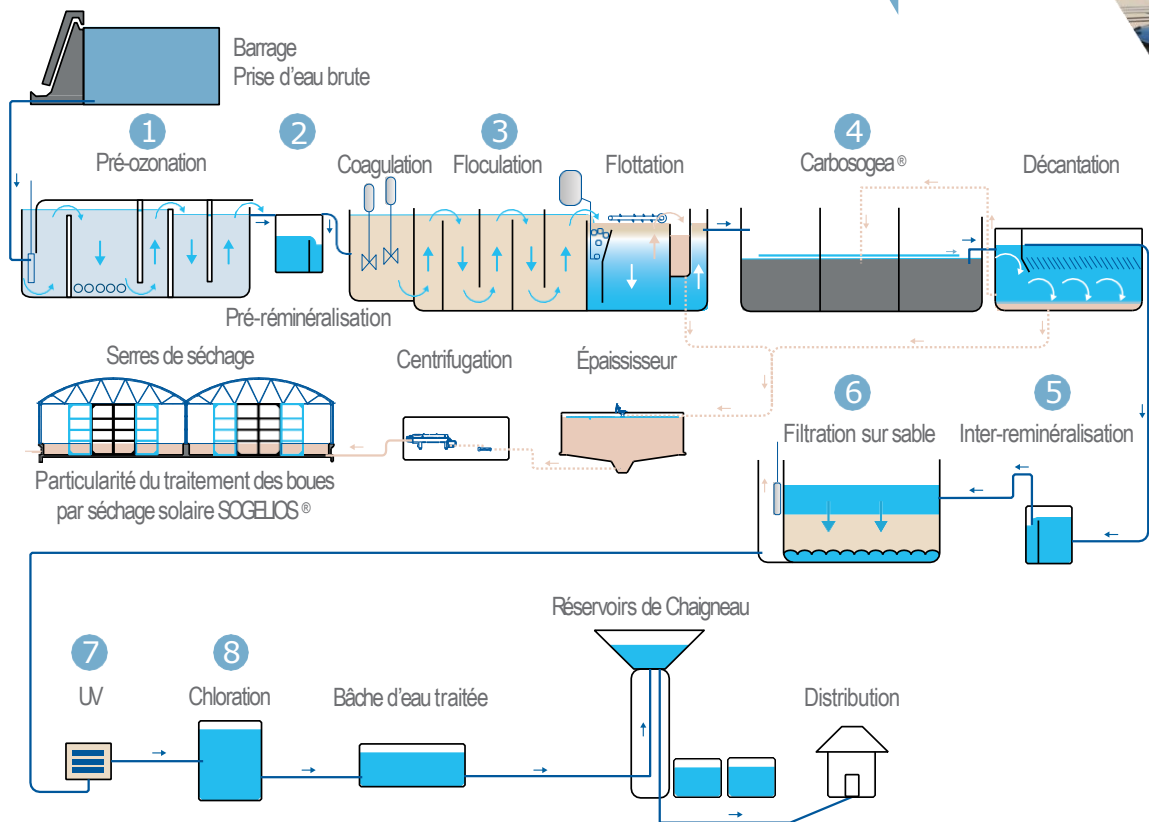 Barrage
Prise d'eau brute
1
2
3
4
Pré-ozonation
Coagulation
Floculation
Flottation
Carbosogea ®
Décantation
Pré-réminéralisation
Serres de séchage
Centrifugation
Épaississeur
6
5
Filtration sur sable
Inter-reminéralisation
Particularité du traitement des boues
par séchage solaire SOGELIOS ®
Réservoirs de Chaigneau
7
8
UV
Chloration
Bâche d'eau traitée
Distribution